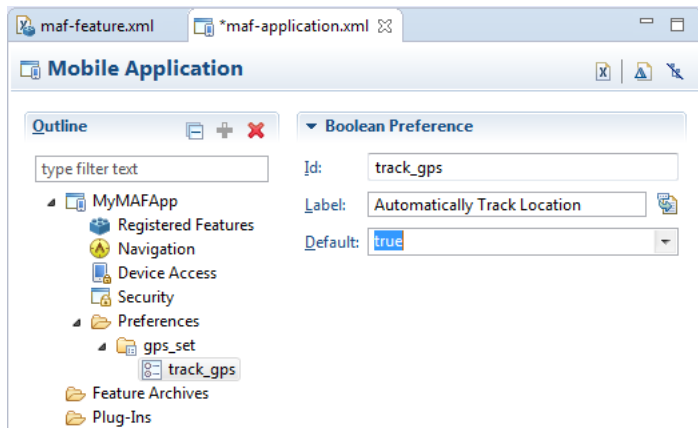 maf-feature.xml
*maf-application.xml
Mobile Application
Outline
type filter text
MyMAFApp
Registered Features
Navigation
Device Access
Security
Preferences
gps_set
track_gps
Feature Archives
Plug-Ins
Boolean Preference
Id: track_gps
Label: Automatically Track Location
Default: true